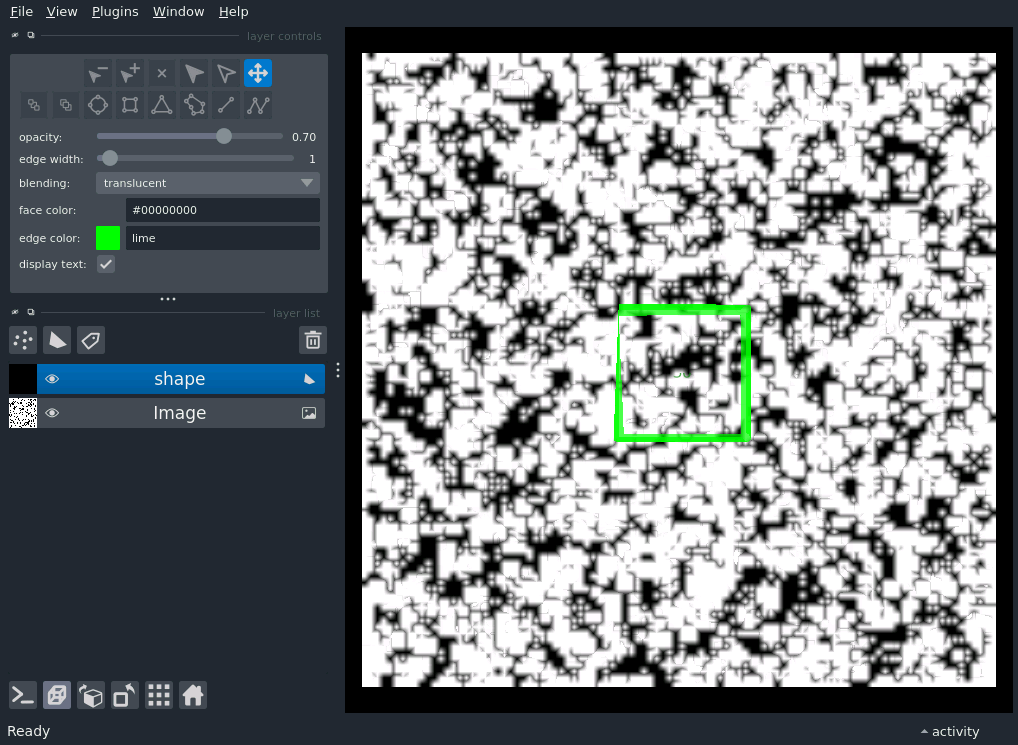 File View Plugins Window Help
layer controls
opacity: 0.70
edge width: 1
blending: translucent
face color: #00000000
edge color: lime
display text:
layer list
shape
Image
Ready
activity